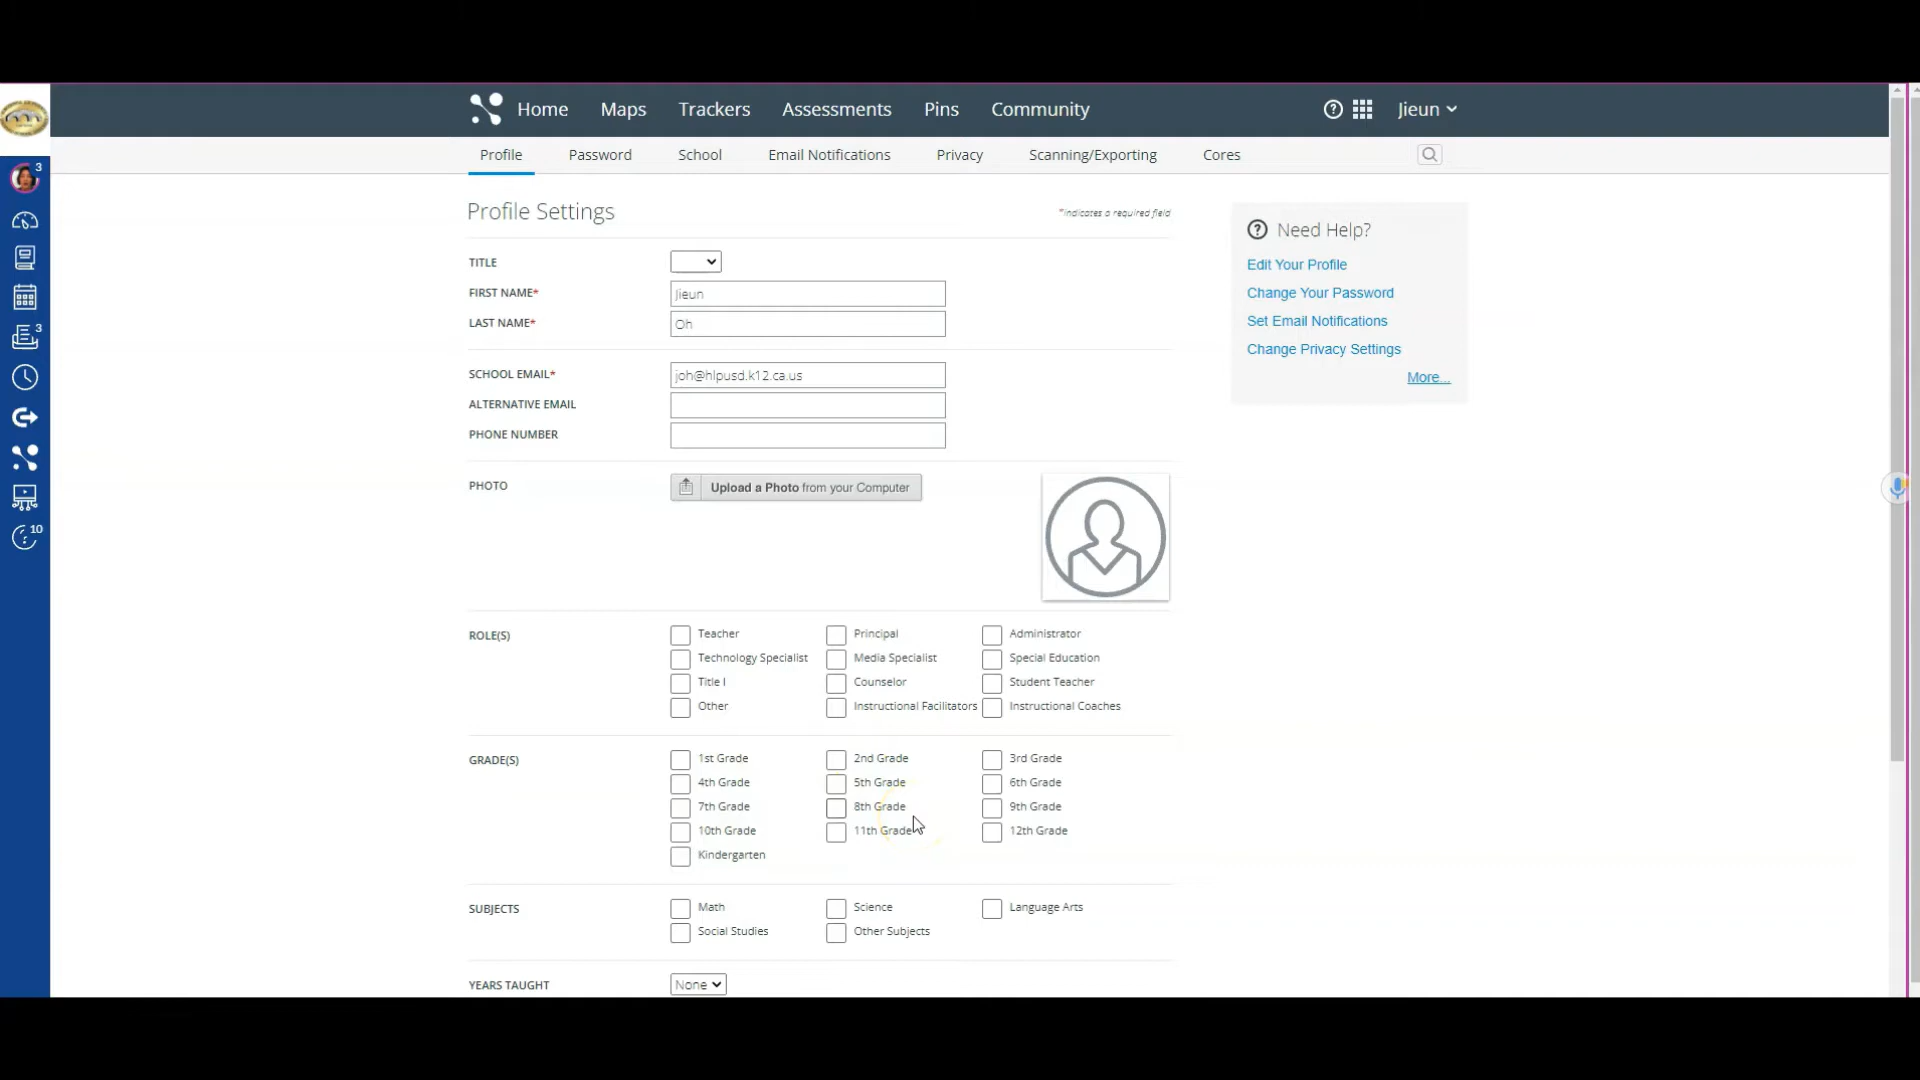 Home Maps Trackers Assessments Pins Community Jieun
Profile Password School Email Notifications Privacy Scanning/Exporting Cores
3
Profile Settings
*indicates a required field
Need Help?
TITLE
Edit Your Profile
FIRST NAME* Jieun
Change Your Password
LAST NAME* Oh
Set Email Notifications
3
Change Privacy Settings
SCHOOL EMAIL* joh@hlpusd.k12.ca.us
More...
ALTERNATIVE EMAIL
PHONE NUMBER
PHOTO Upload a Photo from your Computer
10
ROLE(S) Teacher Principal Administrator
Technology Specialist Media Specialist Special Education
Title I Counselor Student Teacher
Other Instructional Facilitators Instructional Coaches
GRADE(S) 1st Grade 2nd Grade 3rd Grade
4th Grade 5th Grade 6th Grade
7th Grade 8th Grade 9th Grade
10th Grade 11th Grade 12th Grade
Kindergarten
SUBJECTS Math Science Language Arts
Social Studies Other Subjects
YEARS TAUGHT None